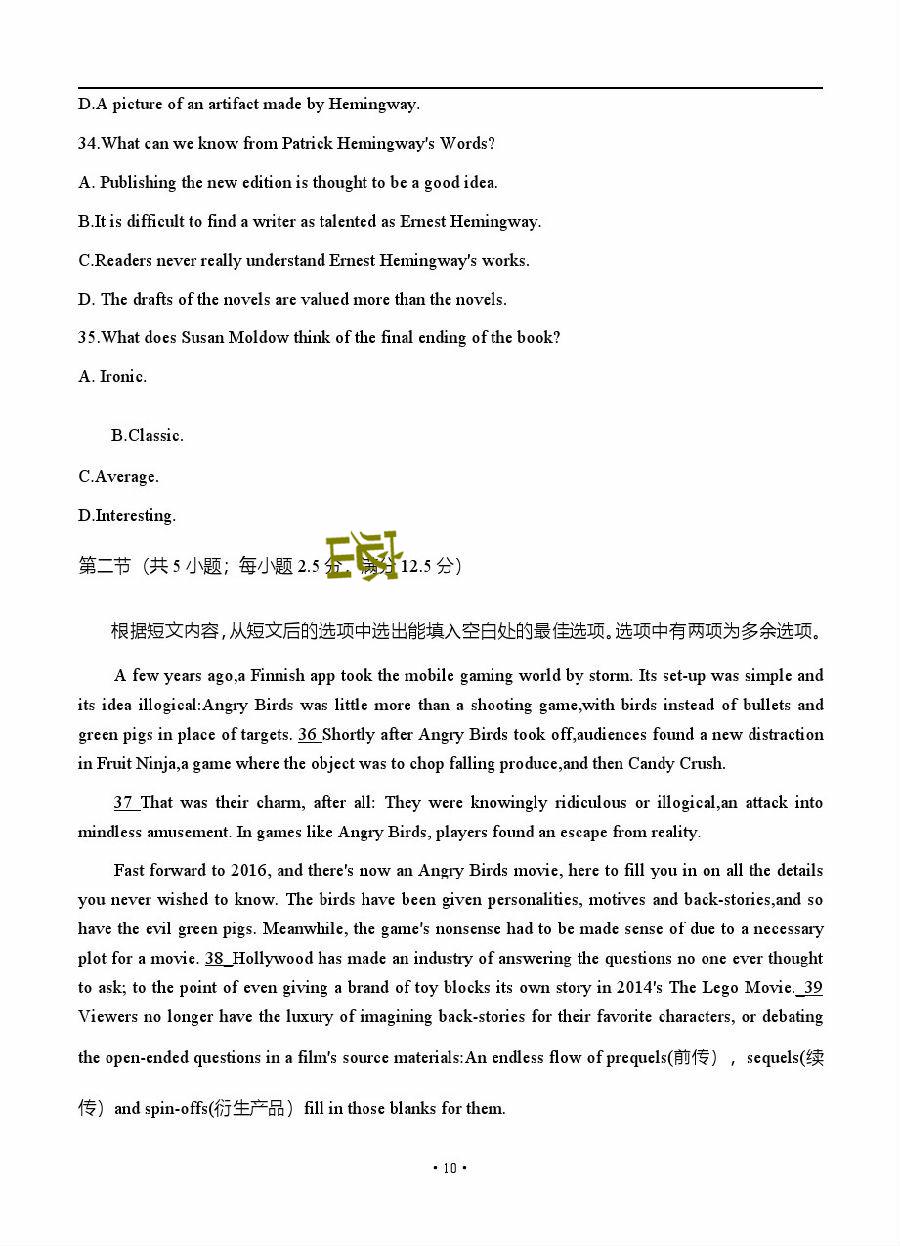 D.A picture of an artifact made by Hemingway.
34.What can we know from Patrick Hemingway's Words?
A. Publishing the new edition is thought to be a good idea.
B.It is difficult to find a writer as talented as Ernest Hemingway.
C.Readers never really understand Ernest Hemingway's works.
D. The drafts of the novels are valued more than the novels.
35.What does Susan Moldow think of the final ending of the book?
A. Ironic.
B.Classic.
C.Average.
D.Interesting.
第二节（共 5 小题；每小题 2.5 分，满分 12.5 分）
根据短文内容，从短文后的选项中选出能填入空白处的最佳选项。选项中有两项为多余选项。
A few years ago,a Finnish app took the mobile gaming world by storm. Its set-up was simple and
its idea illogical:Angry Birds was little more than a shooting game,with birds instead of bullets and
green pigs in place of targets. 36 Shortly after Angry Birds took off,audiences found a new distraction
in Fruit Ninja,a game where the object was to chop falling produce,and then Candy Crush.
37 That was their charm, after all: They were knowingly ridiculous or illogical,an attack into
mindless amusement. In games like Angry Birds, players found an escape from reality.
Fast forward to 2016, and there's now an Angry Birds movie, here to fill you in on all the details
you never wished to know. The birds have been given personalities, motives and back-stories,and so
have the evil green pigs. Meanwhile, the game's nonsense had to be made sense of due to a necessary
plot for a movie. 38 Hollywood has made an industry of answering the questions no one ever thought
to ask; to the point of even giving a brand of toy blocks its own story in 2014's The Lego Movie. 39
Viewers no longer have the luxury of imagining back-stories for their favorite characters, or debating
the open-ended questions in a film's source materials:An endless flow of prequels(前传），sequels(续
传）and spin-offs(衍生产品）fill in those blanks for them.
• 10 •